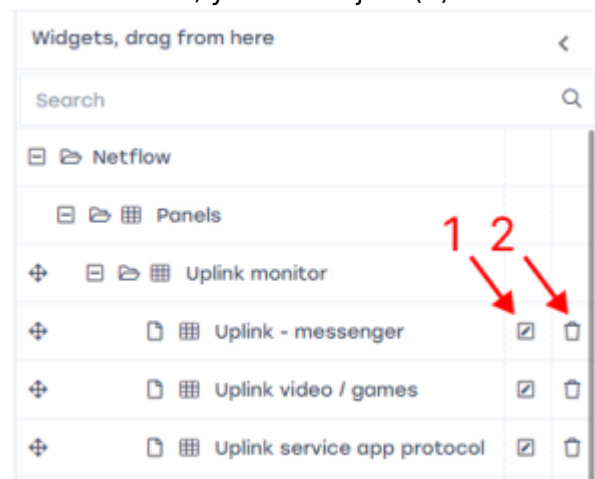 Widgets, drag from here
Search
Netflow
Panels
1 2
Uplink monitor
Uplink - messenger
Uplink video / games
Uplink service app protocol